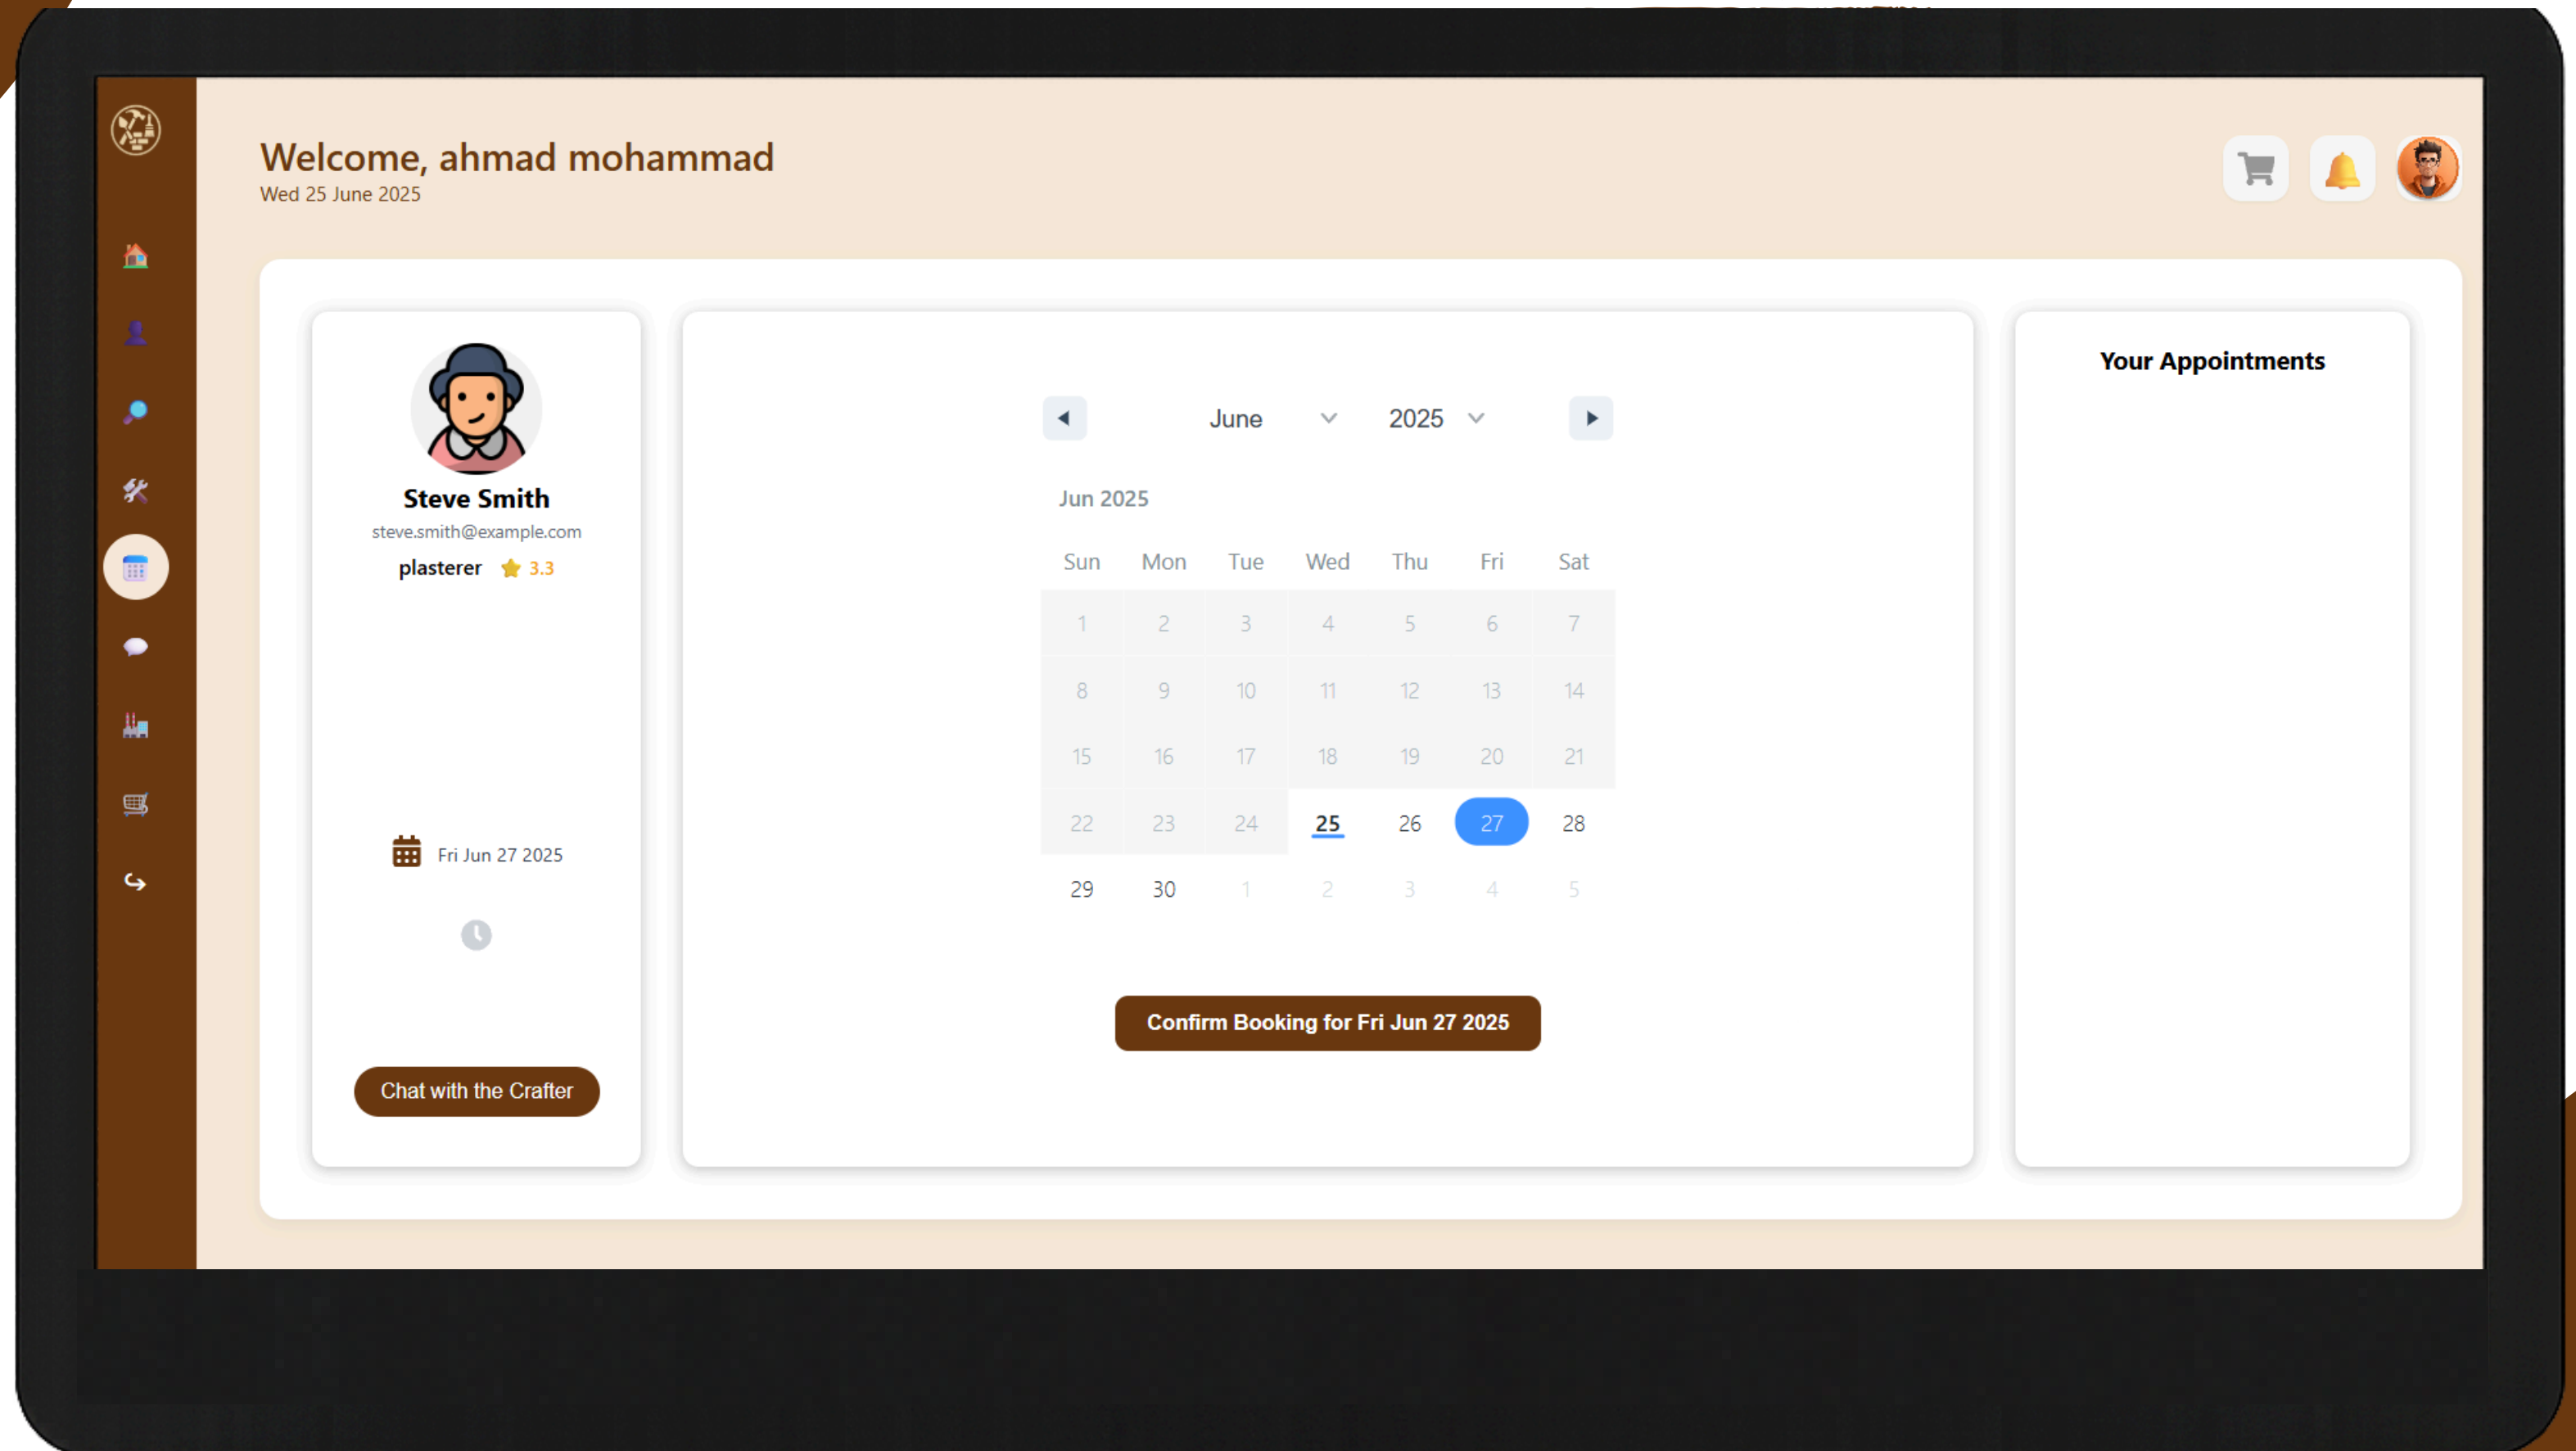 Welcome, ahmad mohammad
Wed 25 June 2025
Steve Smith
steve.smith@example.com
plasterer 3.3
Fri Jun 27 2025
Chat with the Crafter
June 2025
Jun 2025
Sun Mon Tue Wed Thu Fri Sat
1 2 3 4 5 6 7
8 9 10 11 12 13 14
15 16 17 18 19 20 21
22 23 24 25 26 27 28
29 30 1 2 3 4 5
Confirm Booking for Fri Jun 27 2025
Your Appointments